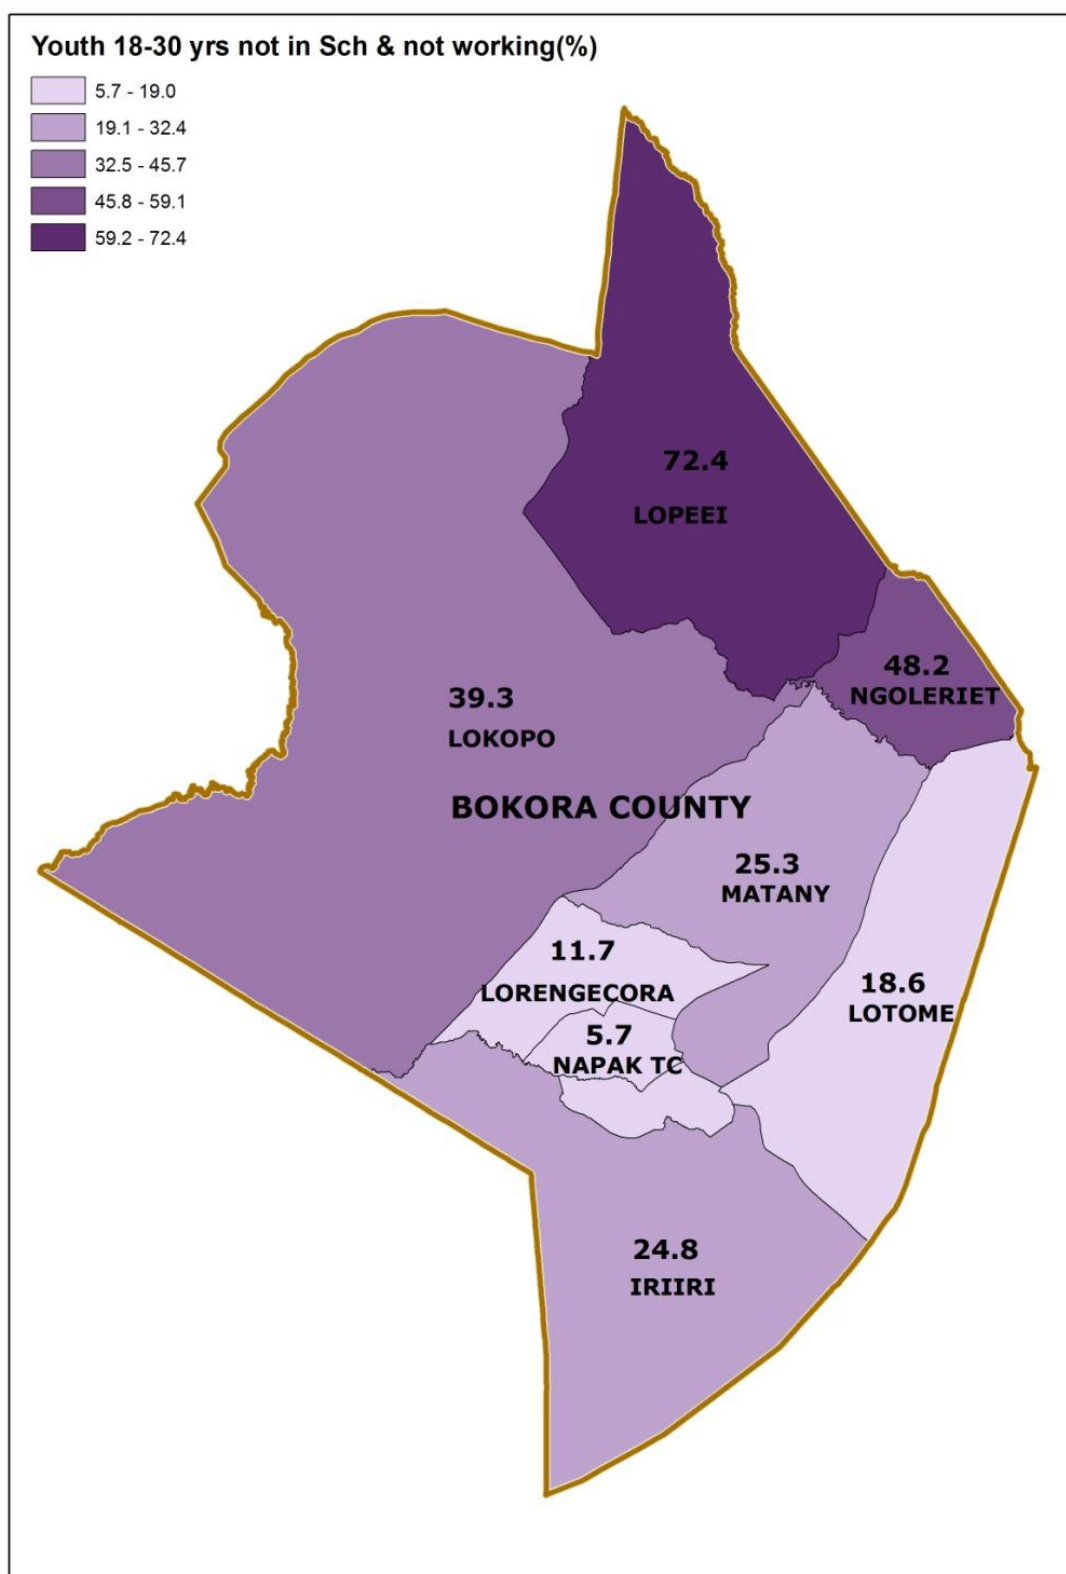 Youth 18-30 yrs not in Sch & not working(%)
5.7 - 19.0
19.1 - 32.4
32.5 - 45.7
45.8 - 59.1
59.2 - 72.4
72.4
LOPEEI
48.2
NGOLERIET
39.3
LOKOPO
BOKORA COUNTY
25.3
MATANY
11.7
LORENGECORA
18.6
LOTOME
5.7
NAPAK TC
24.8
IRIIRI